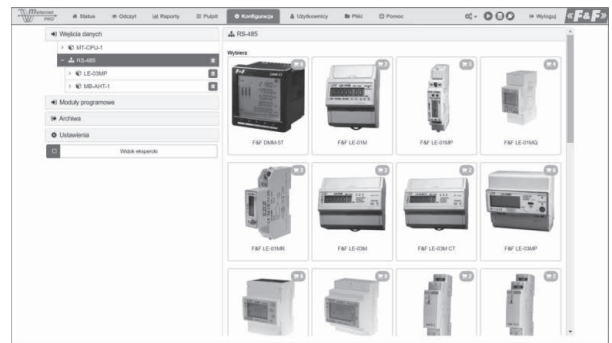 Meternet PRO
Status
Odczyt
Raporty
Pulpit
Konfiguracja
Użytkownicy
Pliki
Pomoc
Wyloguj
«F&F»
Wejścia danych
MT-CPU-1
RS-485
LE-03MP
MB-AHT-1
Moduły programowe
Archiwa
Ustawienia
Widok ekspercki
RS-485
Wybierz
F&F DMM-5T
F&F LE-01M
F&F LE-01MP
F&F LE-01MQ
F&F LE-01MR
F&F LE-03M
F&F LE-03M CT
F&F LE-03MP